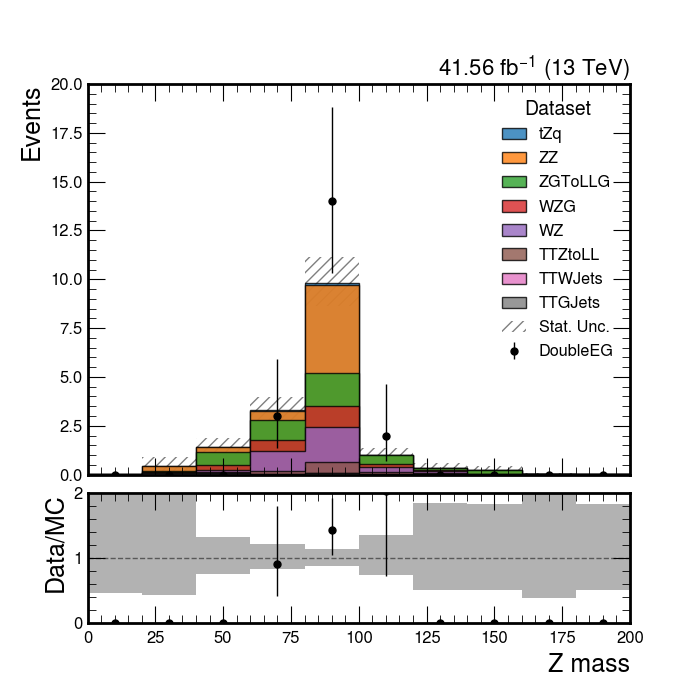 41.56 fb⁻¹ (13 TeV)
Events
20.0
17.5
15.0
12.5
10.0
7.5
5.0
2.5
0.0
Dataset
tZq
ZZ
ZGToLLG
WZG
WZ
TTZtoLL
TTWJets
TTGJets
Stat. Unc.
DoubleEG
Data/MC
2
1
0
0 25 50 75 100 125 150 175 200
Z mass